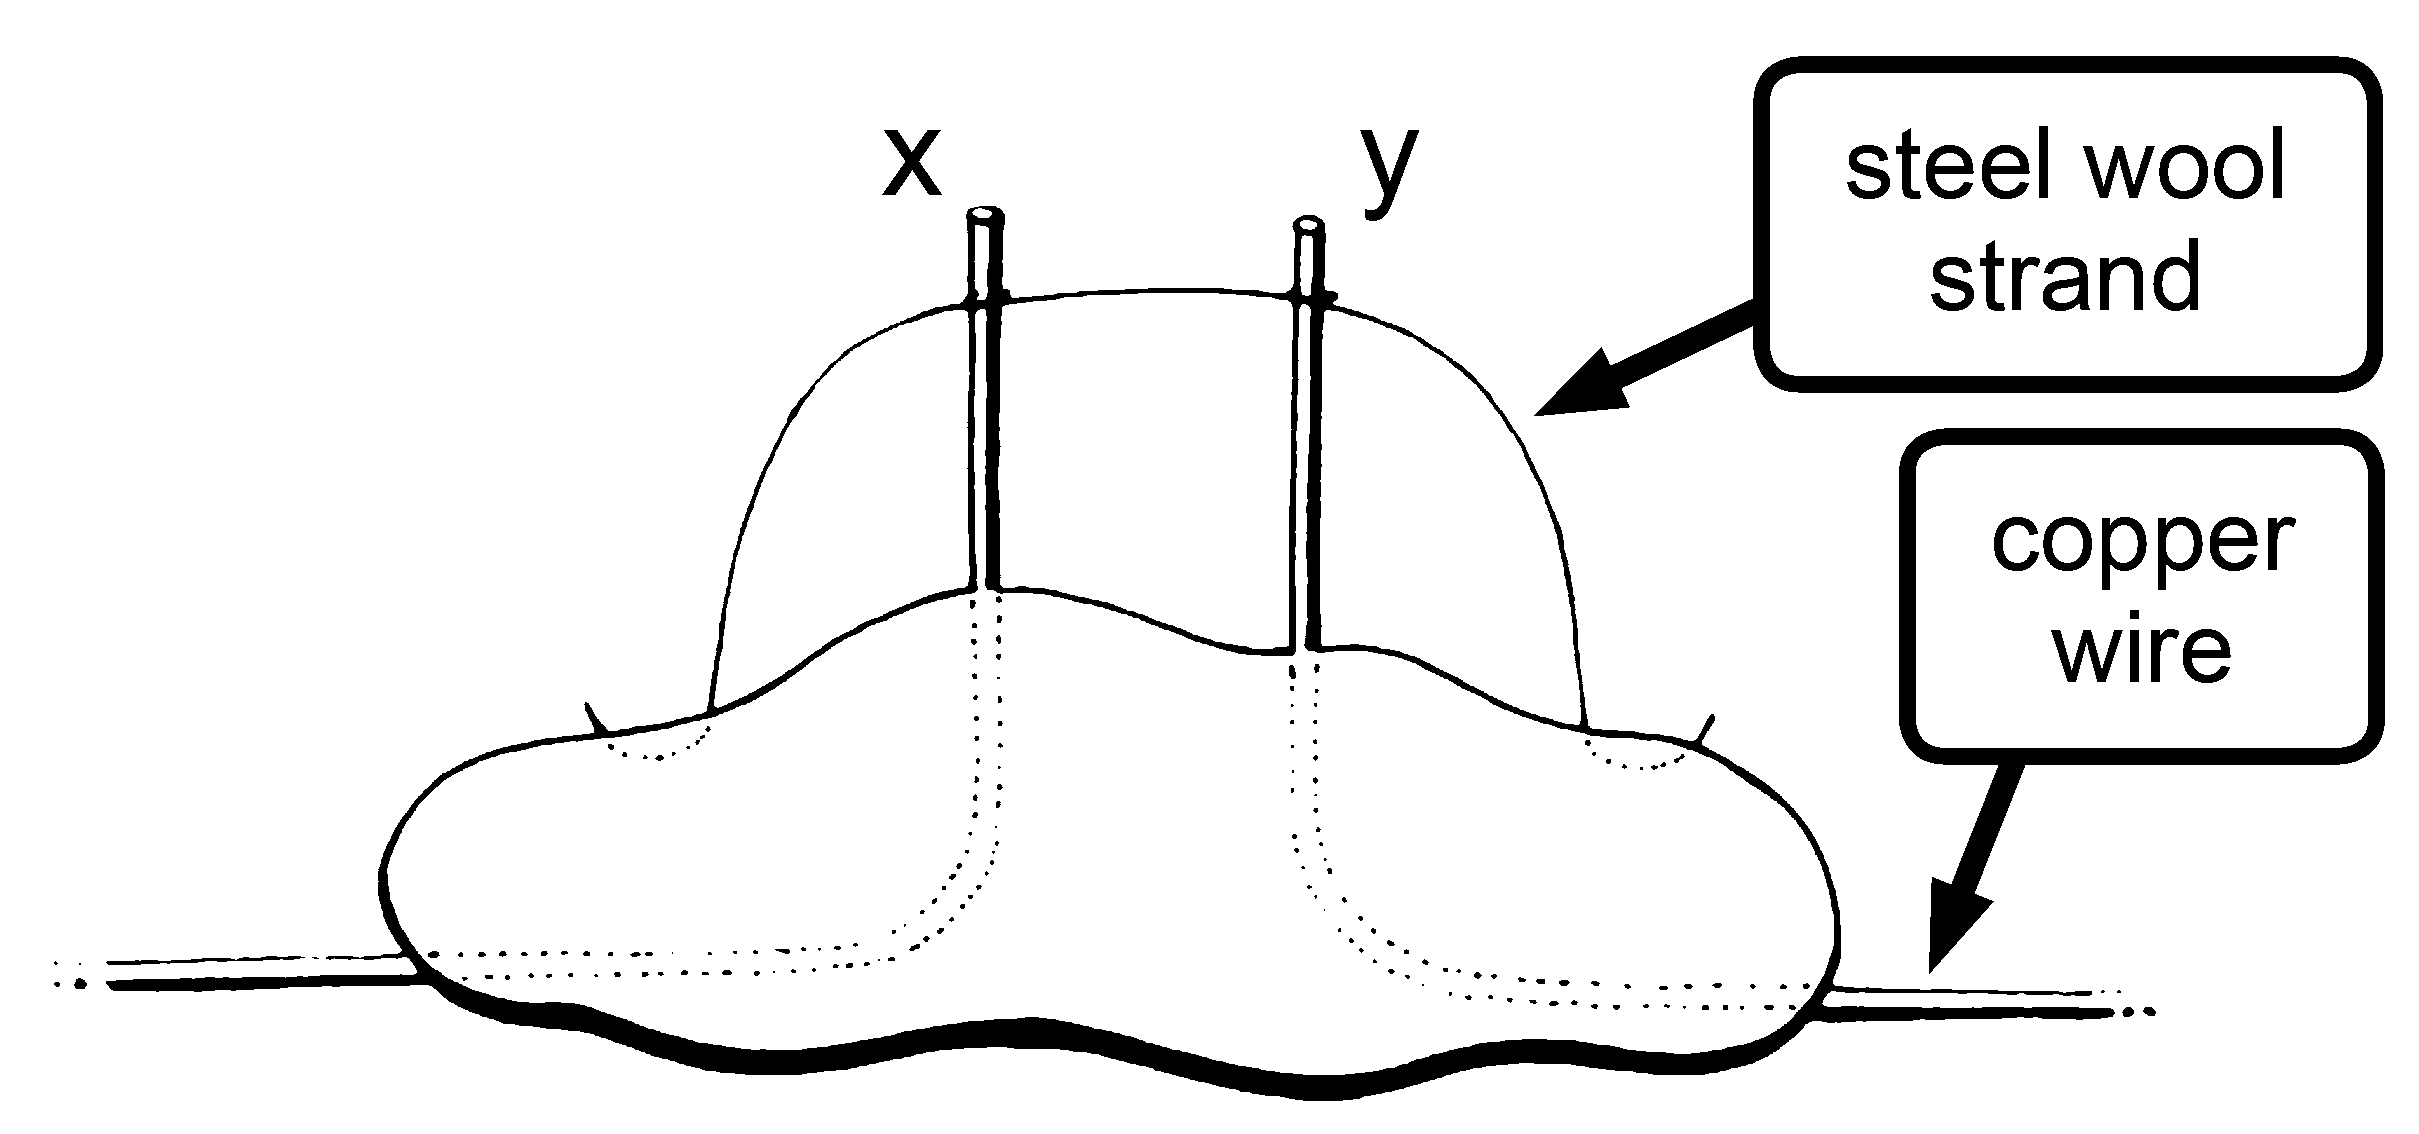 x
y
steel wool
strand
copper
wire